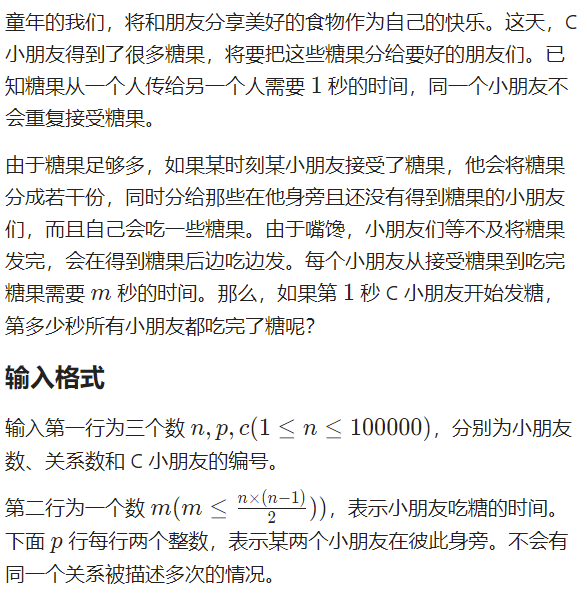 童年的我们，将和朋友分享美好的食物作为自己的快乐。这天，C
小朋友得到了很多糖果，将要把这些糖果分给要好的朋友们。已
知糖果从一个人传给另一个人需要 1 秒的时间，同一个小朋友不
会重复接受糖果。
由于糖果足够多，如果某时刻某小朋友接受了糖果，他会将糖果
分成若干份，同时分给那些在他身旁且还没有得到糖果的小朋友
们，而且自己会吃一些糖果。由于嘴馋，小朋友们等不及将糖果
发完，会在得到糖果后边吃边发。每个小朋友从接受糖果到吃完
糖果需要 m 秒的时间。那么，如果第 1 秒 C 小朋友开始发糖，
第多少秒所有小朋友都吃完了糖呢？
输入格式
输入第一行为三个数 n, p, c(1 ≤ n ≤ 100000)，分别为小朋友
数、关系数和 C 小朋友的编号。
第二行为一个数 m(m ≤ \frac{n×(n−1)}{2}))，表示小朋友吃糖的时间。
下面 p 行每行两个整数，表示某两个小朋友在彼此身旁。不会有
同一个关系被描述多次的情况。